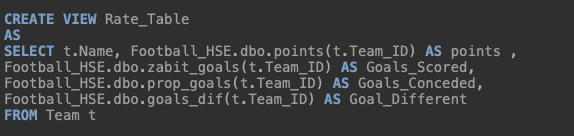 CREATE VIEW Rate_Table
AS
SELECT t.Name, Football_HSE.dbo.points(t.Team_ID) AS points ,
Football_HSE.dbo.zabit_goals(t.Team_ID) AS Goals_Scored,
Football_HSE.dbo.prop_goals(t.Team_ID) AS Goals_Conceded,
Football_HSE.dbo.goals_dif(t.Team_ID) AS Goal_Different
FROM Team t